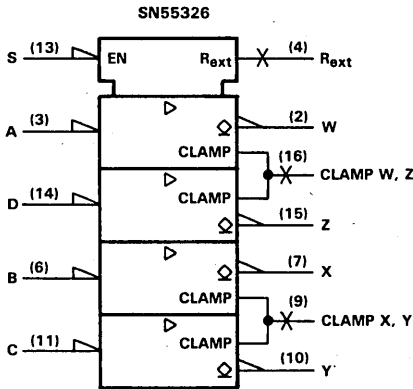 SN55326
S (13) EN Rext (4) Rext
A (3) (2) W
CLAMP (16) CLAMP W, Z
D (14) CLAMP
(15) Z
B (6) (7) X
CLAMP (9) CLAMP X, Y
C (11) CLAMP
(10) Y